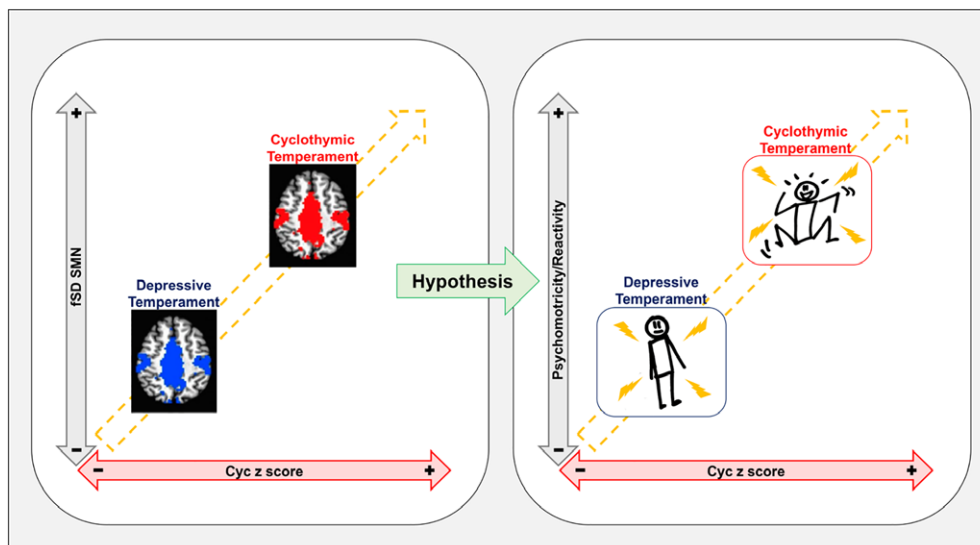 +
fSD SMN
-
Cyclothymic
Temperament
Depressive
Temperament
- Cyc z score +
Hypothesis
+
Psychomotricity/Reactivity
-
Cyclothymic
Temperament
Depressive
Temperament
- Cyc z score +